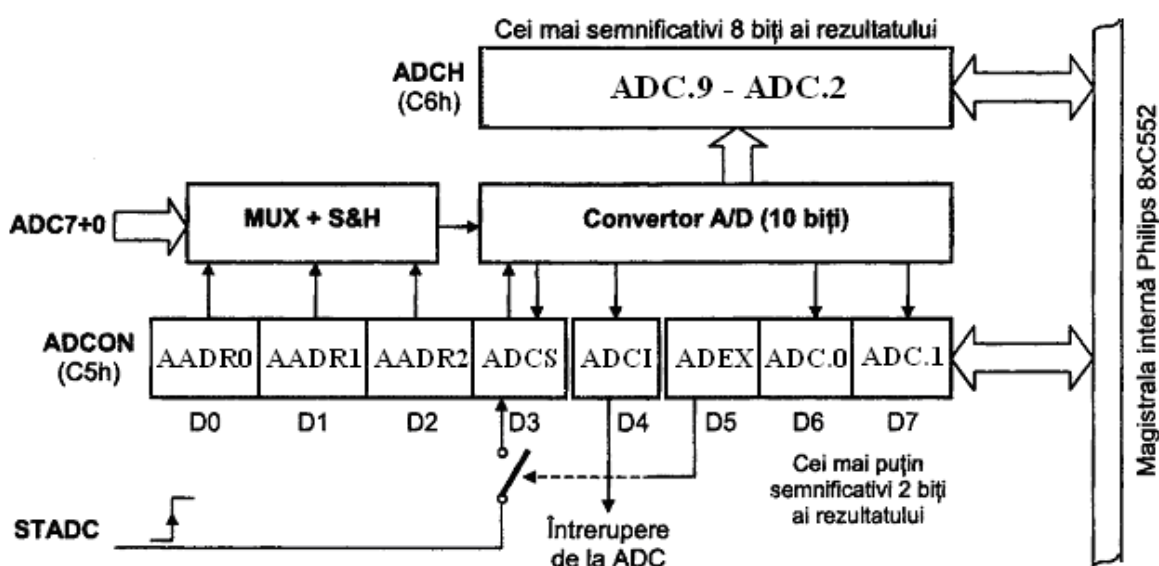 Cei mai semnificativi 8 biți ai rezultatului
ADCH
(C6h)
ADC.9 - ADC.2
ADC7+0
MUX + S&H
Convertor A/D (10 biți)
ADCON
(C5h)
AADR0 AADR1 AADR2 ADCS ADCI ADEX ADC.0 ADC.1
D0 D1 D2 D3 D4 D5 D6 D7
Cei mai puțin
semnificativi 2 biți
ai rezultatului
STADC
Întrerupere
de la ADC
Magistrala internă Philips 8xC552